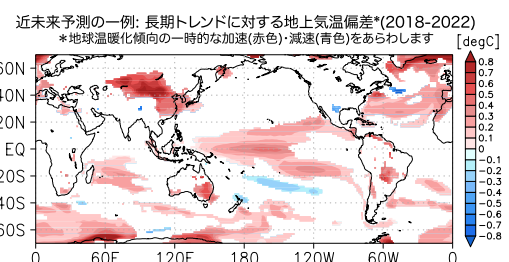 近未来予測の一例: 長期トレンドに対する地上気温偏差*(2018-2022)
＊地球温暖化傾向の一時的な加速(赤色)・減速(青色)をあらわします
[degC]
60N
40N
20N
EQ
20S
40S
60S
0 60E 120E 180 120W 60W 0
0.8
0.7
0.6
0.5
0.4
0.3
0.2
0.1
0
-0.1
-0.2
-0.3
-0.4
-0.5
-0.6
-0.7
-0.8